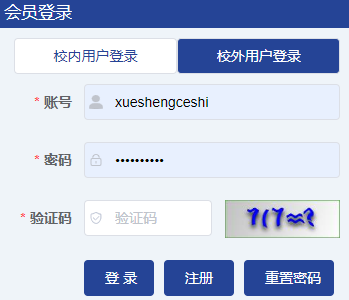 会员登录
校内用户登录 校外用户登录
* 账号 xueshengceshi
* 密码 ••••••••••
* 验证码 验证码
登 录 注册 重置密码